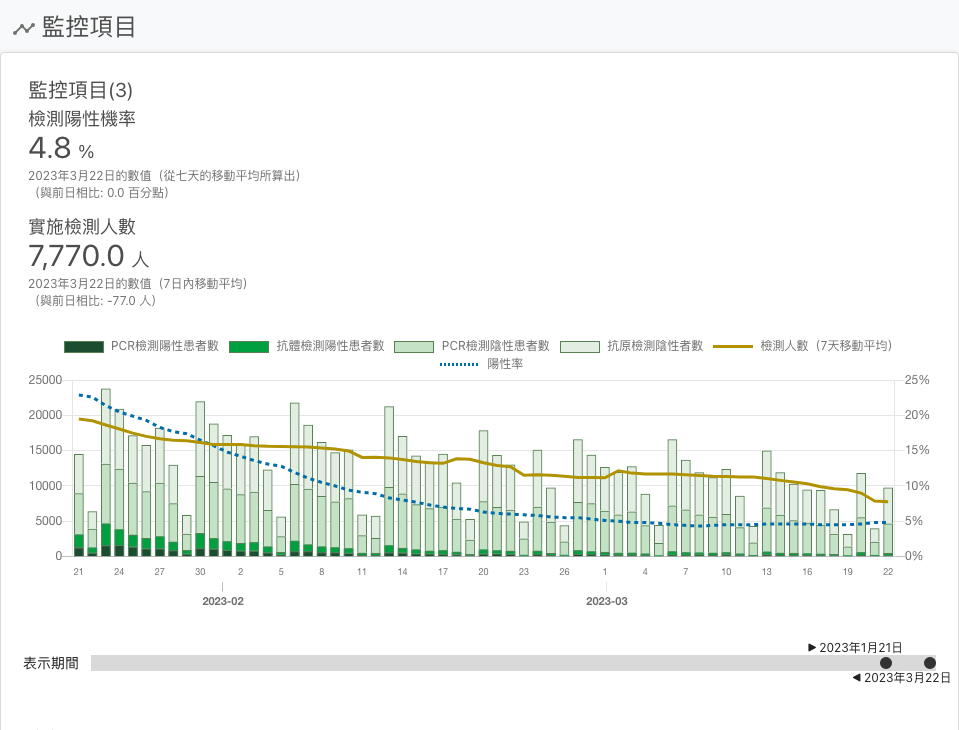 監控項目
監控項目(3)
檢測陽性機率
4.8 %
2023年3月22日的數值（從七天的移動平均所算出）
（與前日相比: 0.0 百分點）
實施檢測人數
7,770.0 人
2023年3月22日的數值（7日內移動平均）
（與前日相比: -77.0 人）
PCR檢測陽性患者數 抗體檢測陽性患者數 PCR檢測陰性患者數 抗原檢測陰性者數 檢測人數（7天移動平均）
陽性率
25000 25%
20000 20%
15000 15%
10000 10%
5000 5%
0 0%
21 24 27 30 2 5 8 11 14 17 20 23 26 1 4 7 10 13 16 19 22
2023-02 2023-03
▶ 2023年1月21日
表示期間
◀ 2023年3月22日